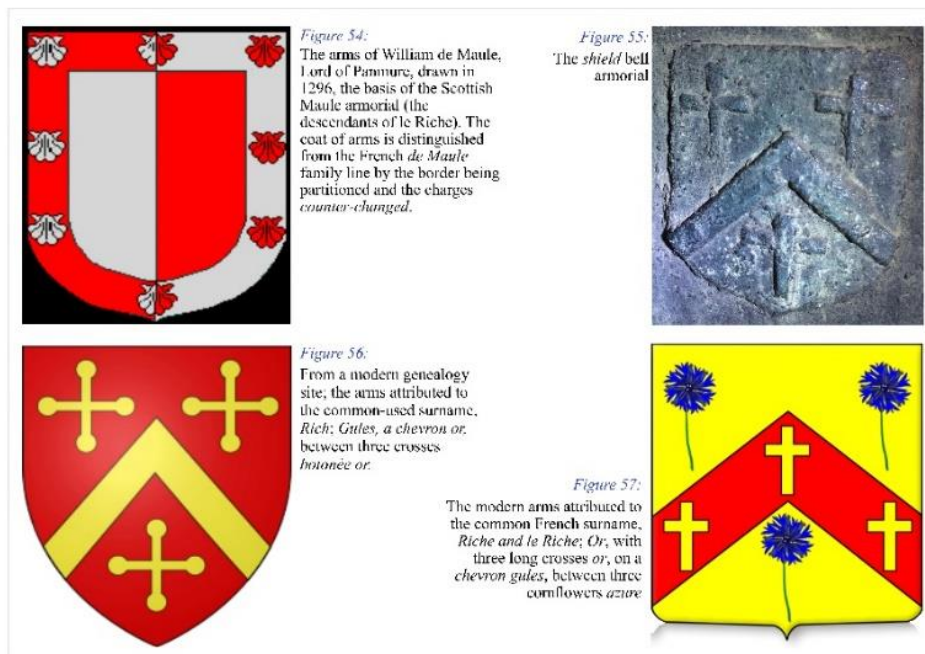 Figure 54:
The arms of William de Maule,
Lord of Panmure, drawn in
1296, the basis of the Scottish
Maule armorial (the
descendants of le Riche). The
coat of arms is distinguished
from the French de Maule
family line by the border being
partitioned and the charges
counter-changed.
Figure 55:
The shield bell
armorial
Figure 56:
From a modern genealogy
site; the arms attributed to
the common-used surname,
Rich; Gules, a chevron or,
between three crosses
botonée or.
Figure 57:
The modern arms attributed to
the common French surname,
Riche and le Riche; Or, with
three long crosses or, on a
chevron gules, between three
cornflowers azure